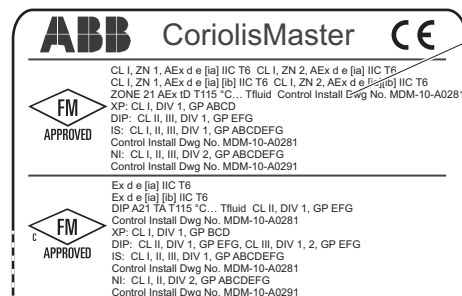 ABB CoriolisMaster CE
CL I, ZN 1, AEx d e [ia] IIC T6 CL I, ZN 2, AEx d e [ia] IIC T6
CL I, ZN 1, AEx d e [ia] [ib] IIC T6 CL I, ZN 2, AEx d e [ia][ib] IIC T6
ZONE 21 AEx tD T115 °C… Tfluid Control Install Dwg No. MDM-10-A0281
XP: CL I, DIV 1, GP ABCD
DIP: CL II, III, DIV 1, GP EFG
IS: CL I, II, III, DIV 1, GP ABCDEFG
Control Install Dwg No. MDM-10-A0281
NI: CL I, II, III, DIV 2, GP ABCDEFG
Control Install Dwg No. MDM-10-A0291
FM
APPROVED
Ex d e [ia] IIC T6
Ex d e [ia] [ib] IIC T6
DIP A21 TA T115 °C… Tfluid CL II, DIV 1, GP EFG
Control Install Dwg No. MDM-10-A0281
XP: CL I, DIV 1, GP BCD
DIP: CL II, DIV 1, GP EFG, CL III, DIV 1, 2, GP EFG
IS: CL I, II, III, DIV 1, GP ABCDEFG
Control Install Dwg No. MDM-10-A0281
NI: CL I, II, DIV 2, GP ABCDEFG
Control Install Dwg No. MDM-10-A0291
c FM
APPROVED